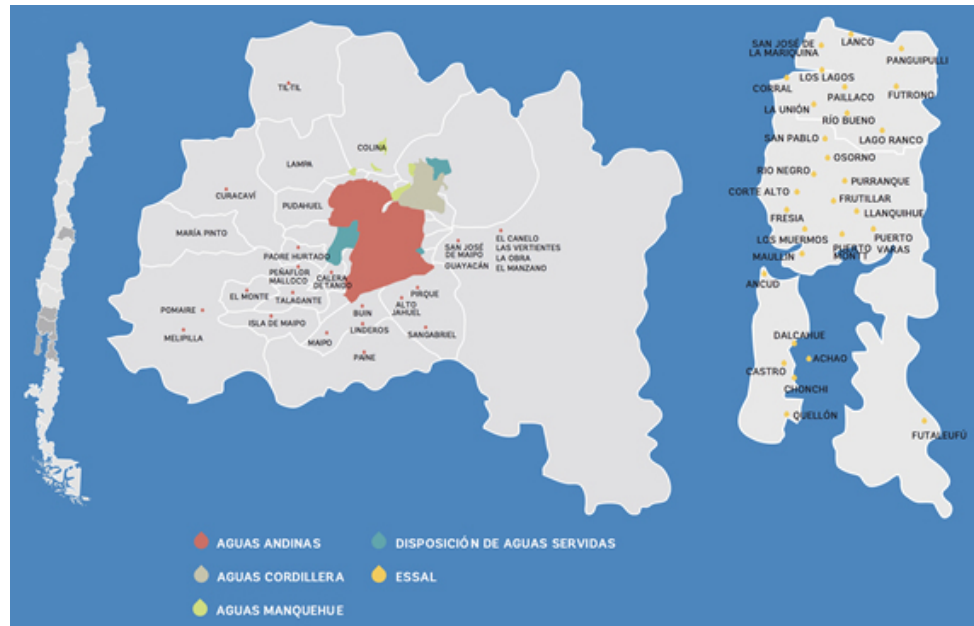 TIL TIL
COLINA
LAMPA
CURACAVÍ
PUDAHUEL
MARÍA PINTO
PADRE HURTADO
PEÑAFLOR
MALLOCO
CALERA
DE TANGO
EL MONTE
TALAGANTE
POMAIRE
ISLA DE MAIPO
MELIPILLA
MAIPO
BUIN
LINDEROS
PAINE
PIRQUE
ALTO
JAHUEL
SANGABRIEL
SAN JOSÉ
DE MAIPO
GUAYACÁN
EL CANELO
LAS VERTIENTES
LA OBRA
EL MANZANO
SAN JOSÉ DE
LA MARIQUINA
LANCO
PANGUIPULLI
LOS LAGOS
CORRAL
PAILLACO
FUTRONO
LA UNIÓN
RÍO BUENO
SAN PABLO
LAGO RANCO
OSORNO
RIO NEGRO
PURRANQUE
CORTE ALTO
FRUTILLAR
FRESIA
LLANQUIHUE
LOS MUERMOS
PUERTO
MONTT
PUERTO
VARAS
MAULLIN
ANCUD
DALCAHUE
ACHAO
CASTRO
CHONCHI
QUELLÓN
FUTALEUFÚ
AGUAS ANDINAS
DISPOSICIÓN DE AGUAS SERVIDAS
AGUAS CORDILLERA
ESSAL
AGUAS MANQUEHUE